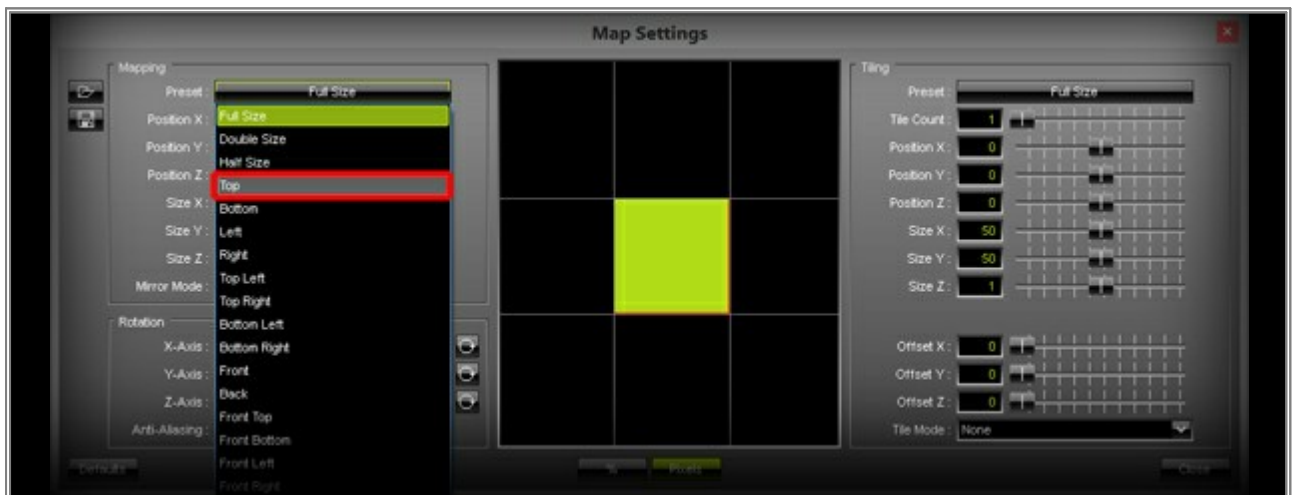 Map Settings
Mapping
Preset : Full Size
Position X :
Position Y :
Position Z :
Size X :
Size Y :
Size Z :
Mirror Mode :
Full Size
Double Size
Half Size
Top
Bottom
Left
Right
Top Left
Top Right
Bottom Left
Bottom Right
Front
Back
Front Top
Front Bottom
Front Left
Front Right
Rotation
X-Axis :
Y-Axis :
Z-Axis :
Anti-Aliasing :
Tiling
Preset : Full Size
Tile Count : 1
Position X : 0
Position Y : 0
Position Z : 0
Size X : 50
Size Y : 50
Size Z : 1
Offset X : 0
Offset Y : 0
Offset Z : 0
Tile Mode : None
Defaults
% Pixels
Close